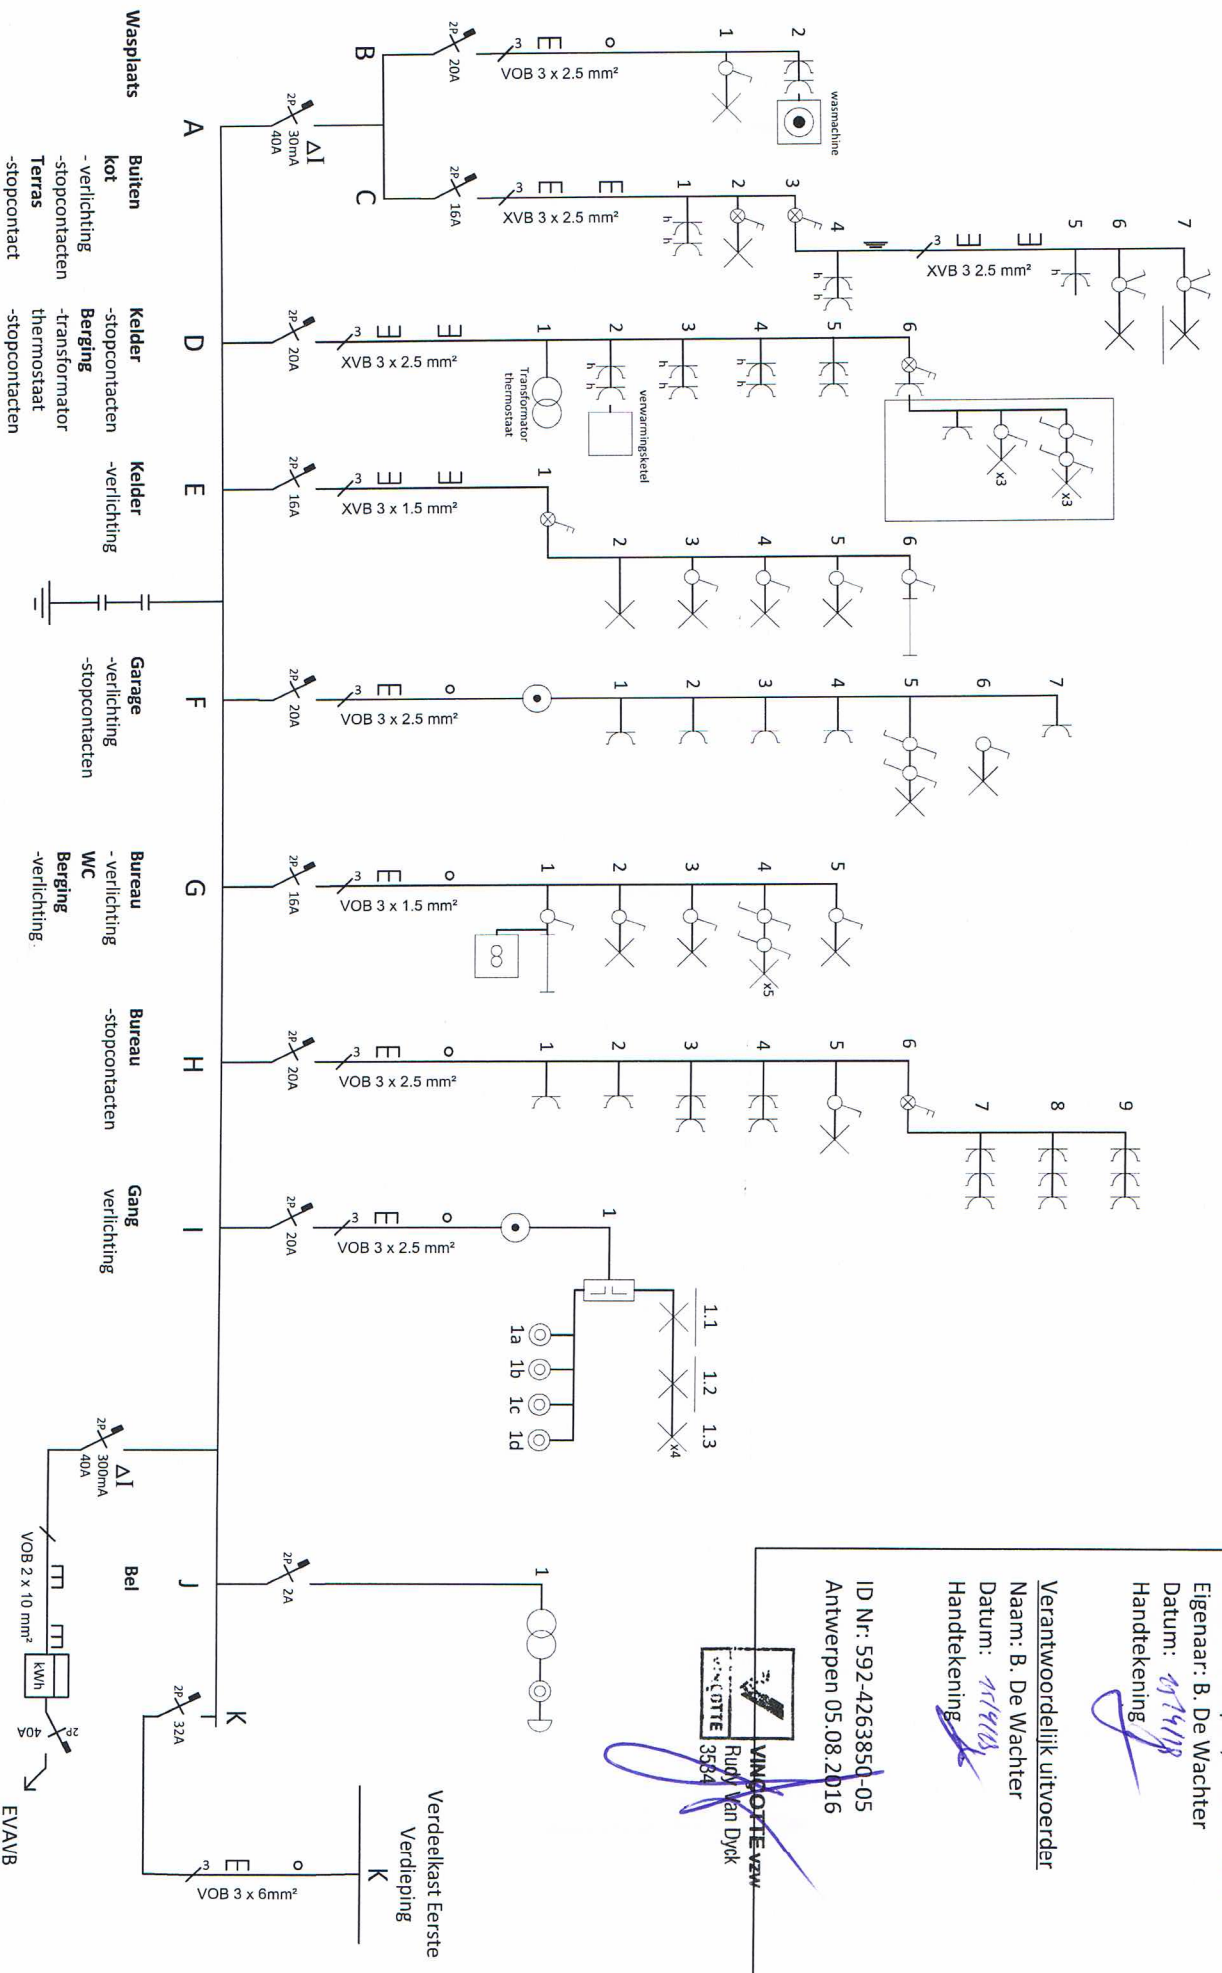 Eigenaar: B. De Wachter
Datum:
Handtekening
Verantwoordelijk uitvoerder
Naam: B. De Wachter
Datum:
Handtekening
ID Nr: 592-4263850-05
Antwerpen 05.08.2016
VINÇOTTE vzw
Rudy Van Dyck
3584
wasmachine
2
1
B
2P
20A
3
VOB 3 x 2.5 mm²
A
2P
ΔI
30mA
40A
C
2P
16A
3
XVB 3 x 2.5 mm²
1
h
h
2
3
4
h
h
3
XVB 3 2.5 mm²
5
h
6
7
D
2P
20A
3
XVB 3 x 2.5 mm²
1
Transformator
thermostaat
2
h
h
verwarmingsketel
3
h
h
4
h
h
5
6
x3
x3
E
2P
16A
3
XVB 3 x 1.5 mm²
1
2
3
4
5
6
F
2P
20A
3
VOB 3 x 2.5 mm²
1
2
3
4
5
6
7
G
2P
16A
3
VOB 3 x 1.5 mm²
1
2
3
4
x5
5
H
2P
20A
3
VOB 3 x 2.5 mm²
1
2
3
4
5
6
7
8
9
I
2P
20A
3
VOB 3 x 2.5 mm²
1
1.1
1.2
1.3
x4
1a
1b
1c
1d
J
2P
2A
1
K
2P
32A
3
VOB 3 x 6mm²
K
Verdeelkast Eerste
Verdieping
2P
ΔI
300mA
40A
VOB 2 x 10 mm²
kWh
2P
40A
EVAVB
Wasplaats
Buiten
kot
- verlichting
-stopcontacten
Terras
-stopcontact
Kelder
-stopcontacten
Berging
-transformator
thermostaat
-stopcontacten
Kelder
-verlichting
Garage
-verlichting
-stopcontacten
Bureau
- verlichting
WC
Berging
-verlichting
Bureau
-stopcontacten
Gang
verlichting
Bel